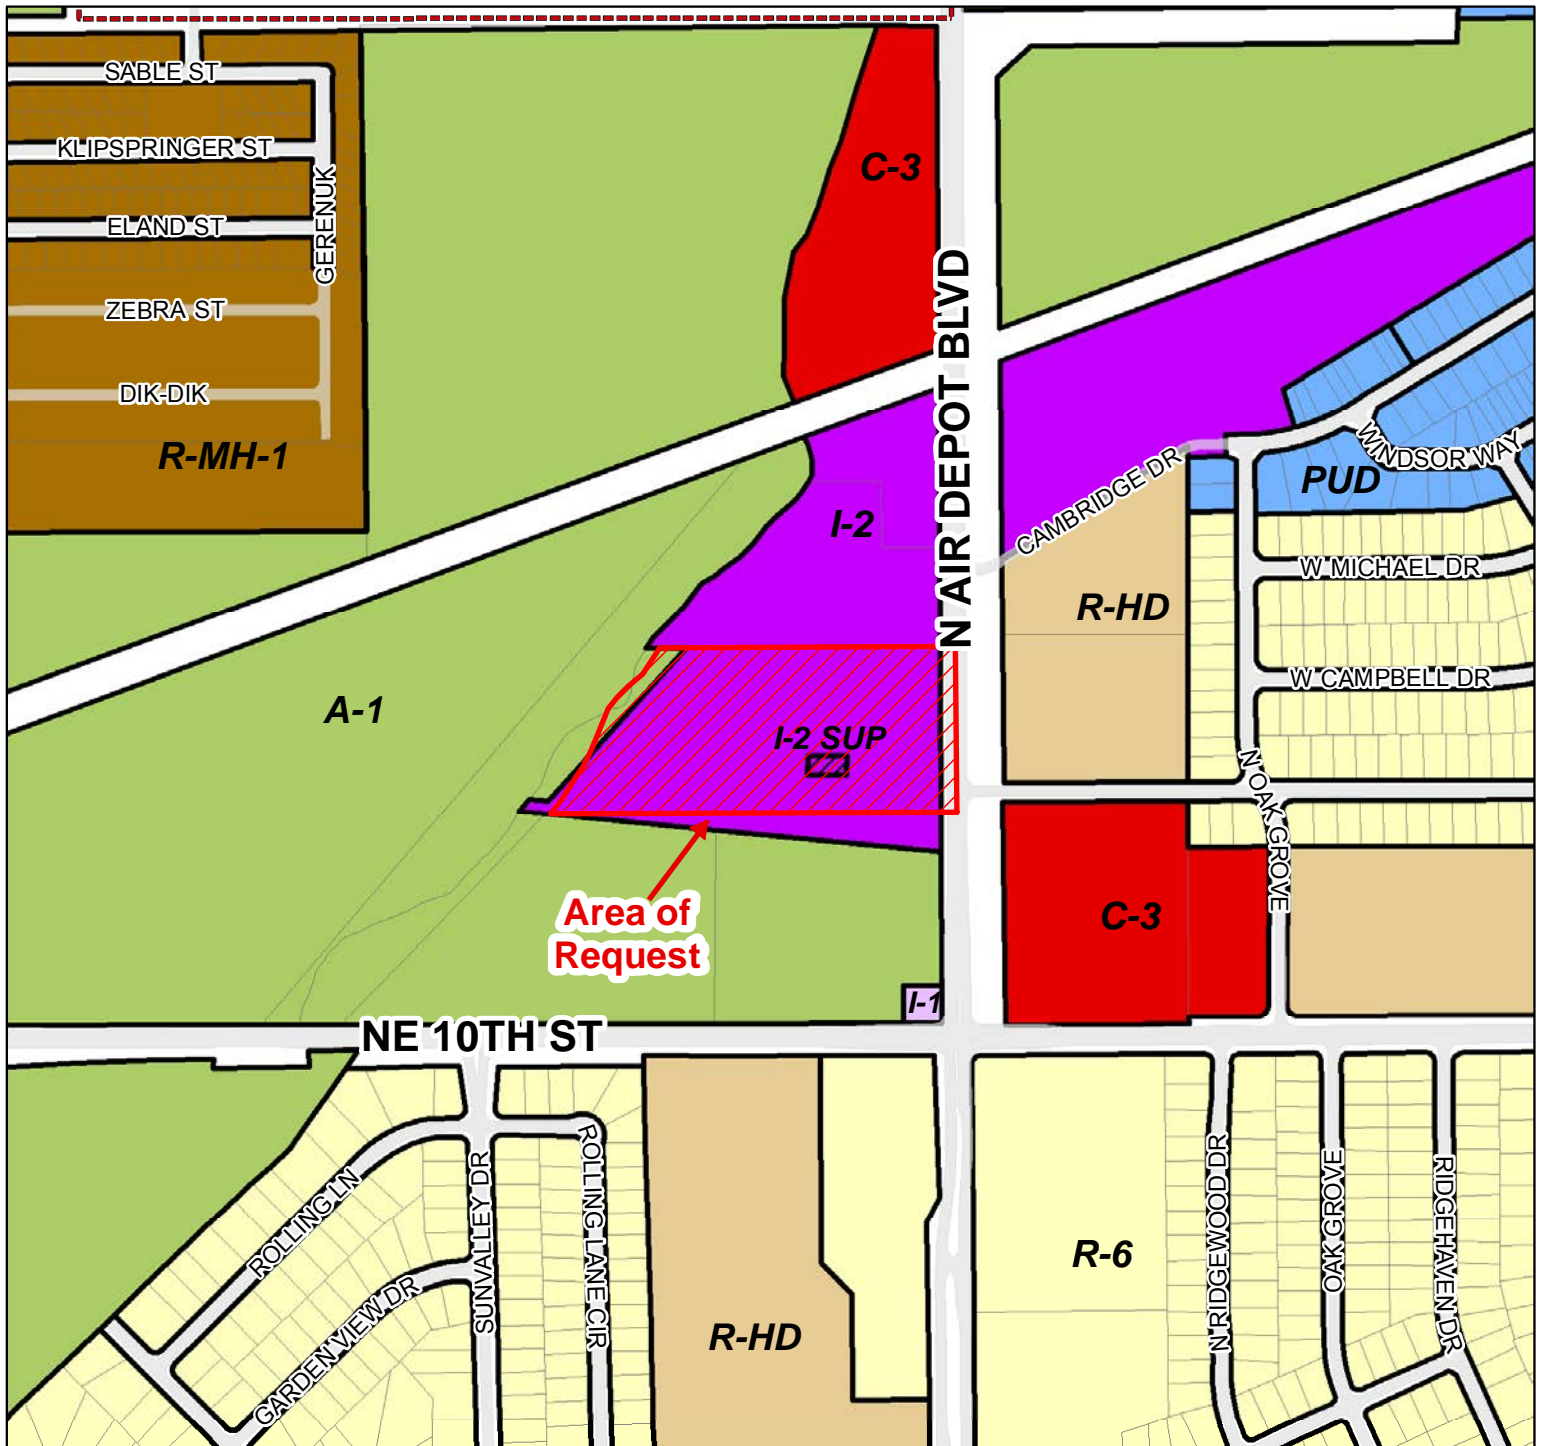 SABLE ST
KLIPSPRINGER ST
GERENUK
ELAND ST
ZEBRA ST
DIK-DIK
R-MH-1
C-3
N AIR DEPOT BLVD
I-2
CAMBRIDGE DR
WINDSOR WAY
PUD
W MICHAEL DR
R-HD
W CAMPBELL DR
A-1
I-2 SUP
N OAK GROVE
Area of
Request
C-3
I-1
NE 10TH ST
ROLLING LN
SUNVALLEY DR
ROLLING LANE CIR
GARDEN VIEW DR
R-HD
R-6
N RIDGEWOOD DR
OAK GROVE
RIDGEHAVEN DR